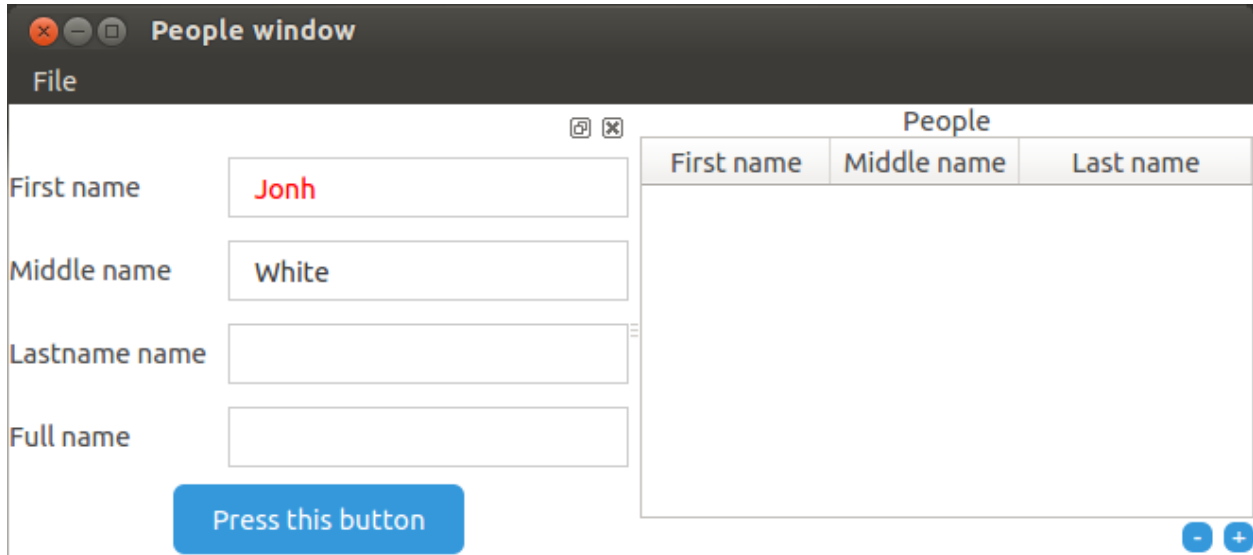 People window
File
First name
Jonh
Middle name
White
Lastname name
Full name
Press this button
People
First name Middle name Last name
- +